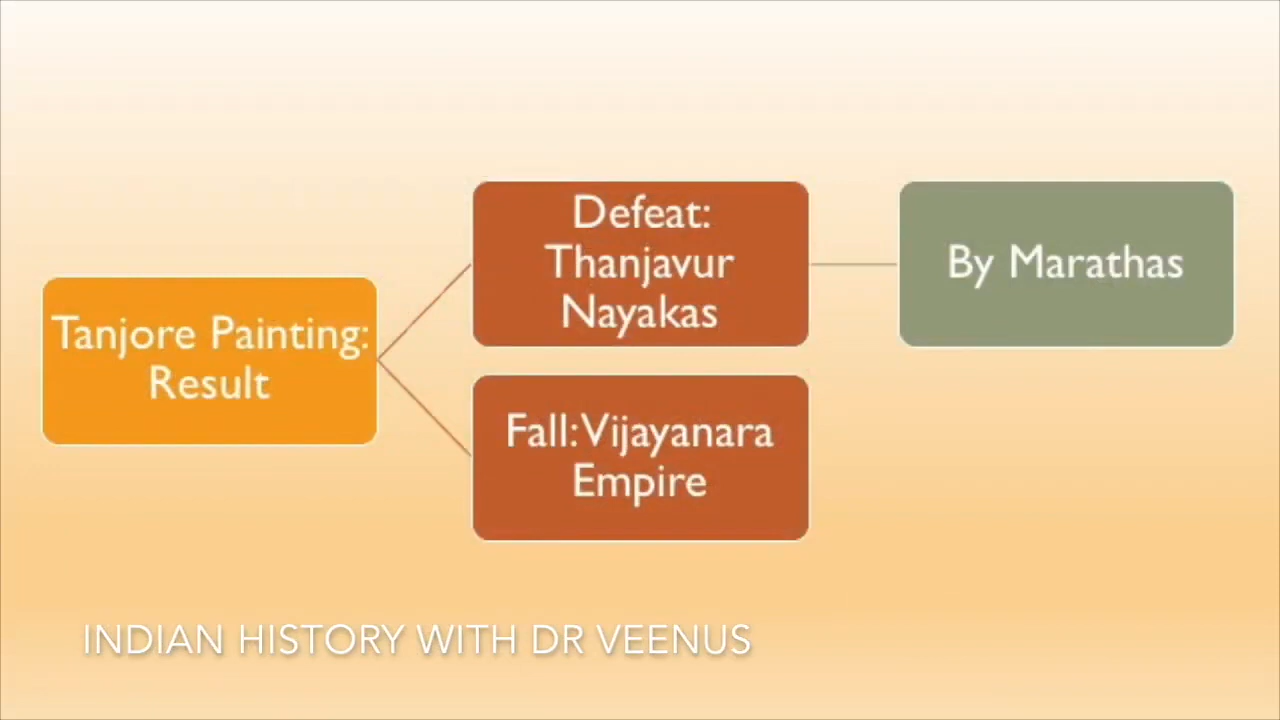 Tanjore Painting:
Result
Defeat:
Thanjavur
Nayakas
By Marathas
Fall:Vijayanara
Empire
INDIAN HISTORY WITH DR VEENUS